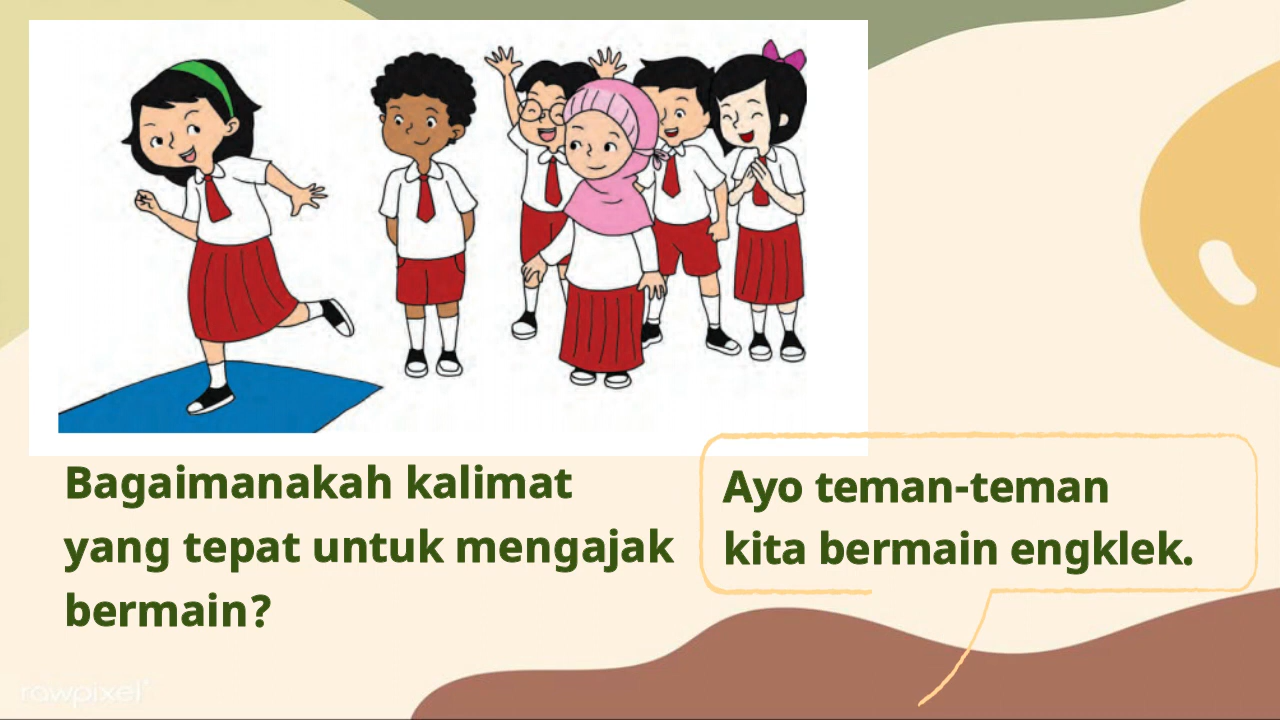 Bagaimanakah kalimat
yang tepat untuk mengajak
bermain?
Ayo teman-teman
kita bermain engklek.
rawpixel